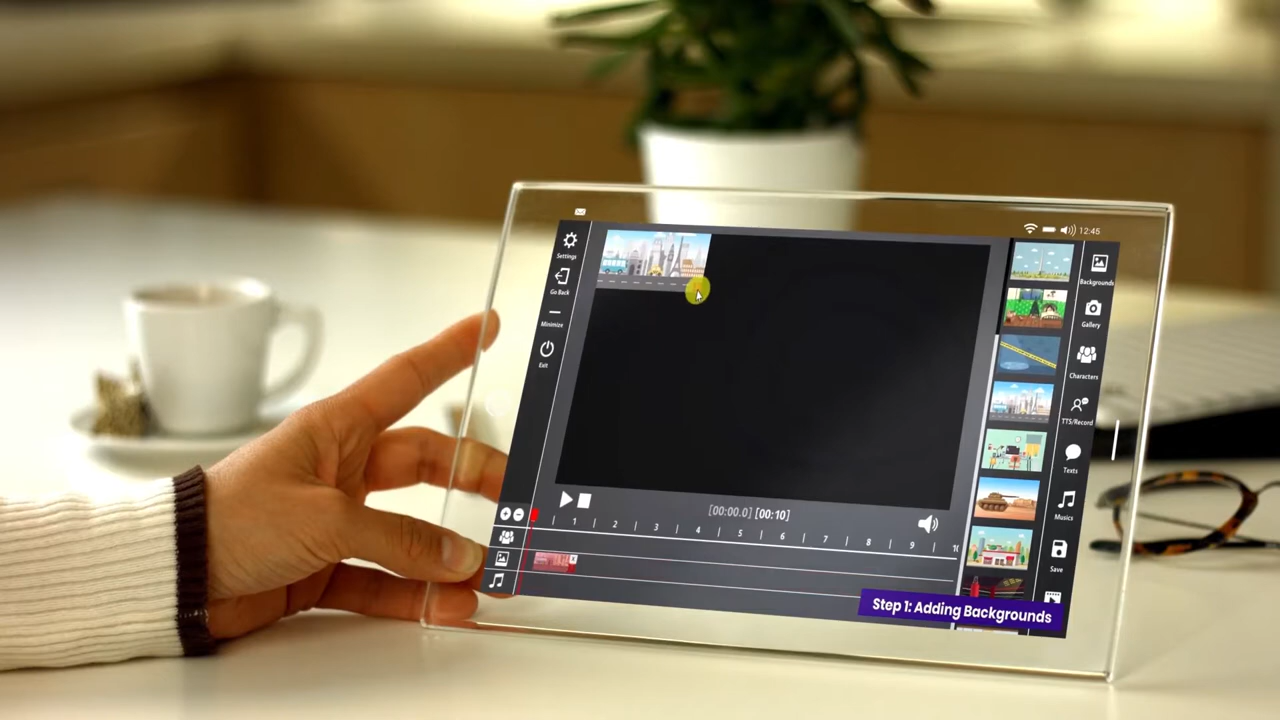 12:45
Settings
Go Back
Minimize
Exit
Backgrounds
Gallery
Characters
TTS/Record
Texts
Musics
Save
[00:00.0] [00:10]
1 | 2 | 3 | 4 | 5 | 6 | 7 | 8 | 9 |
Step 1: Adding Backgrounds